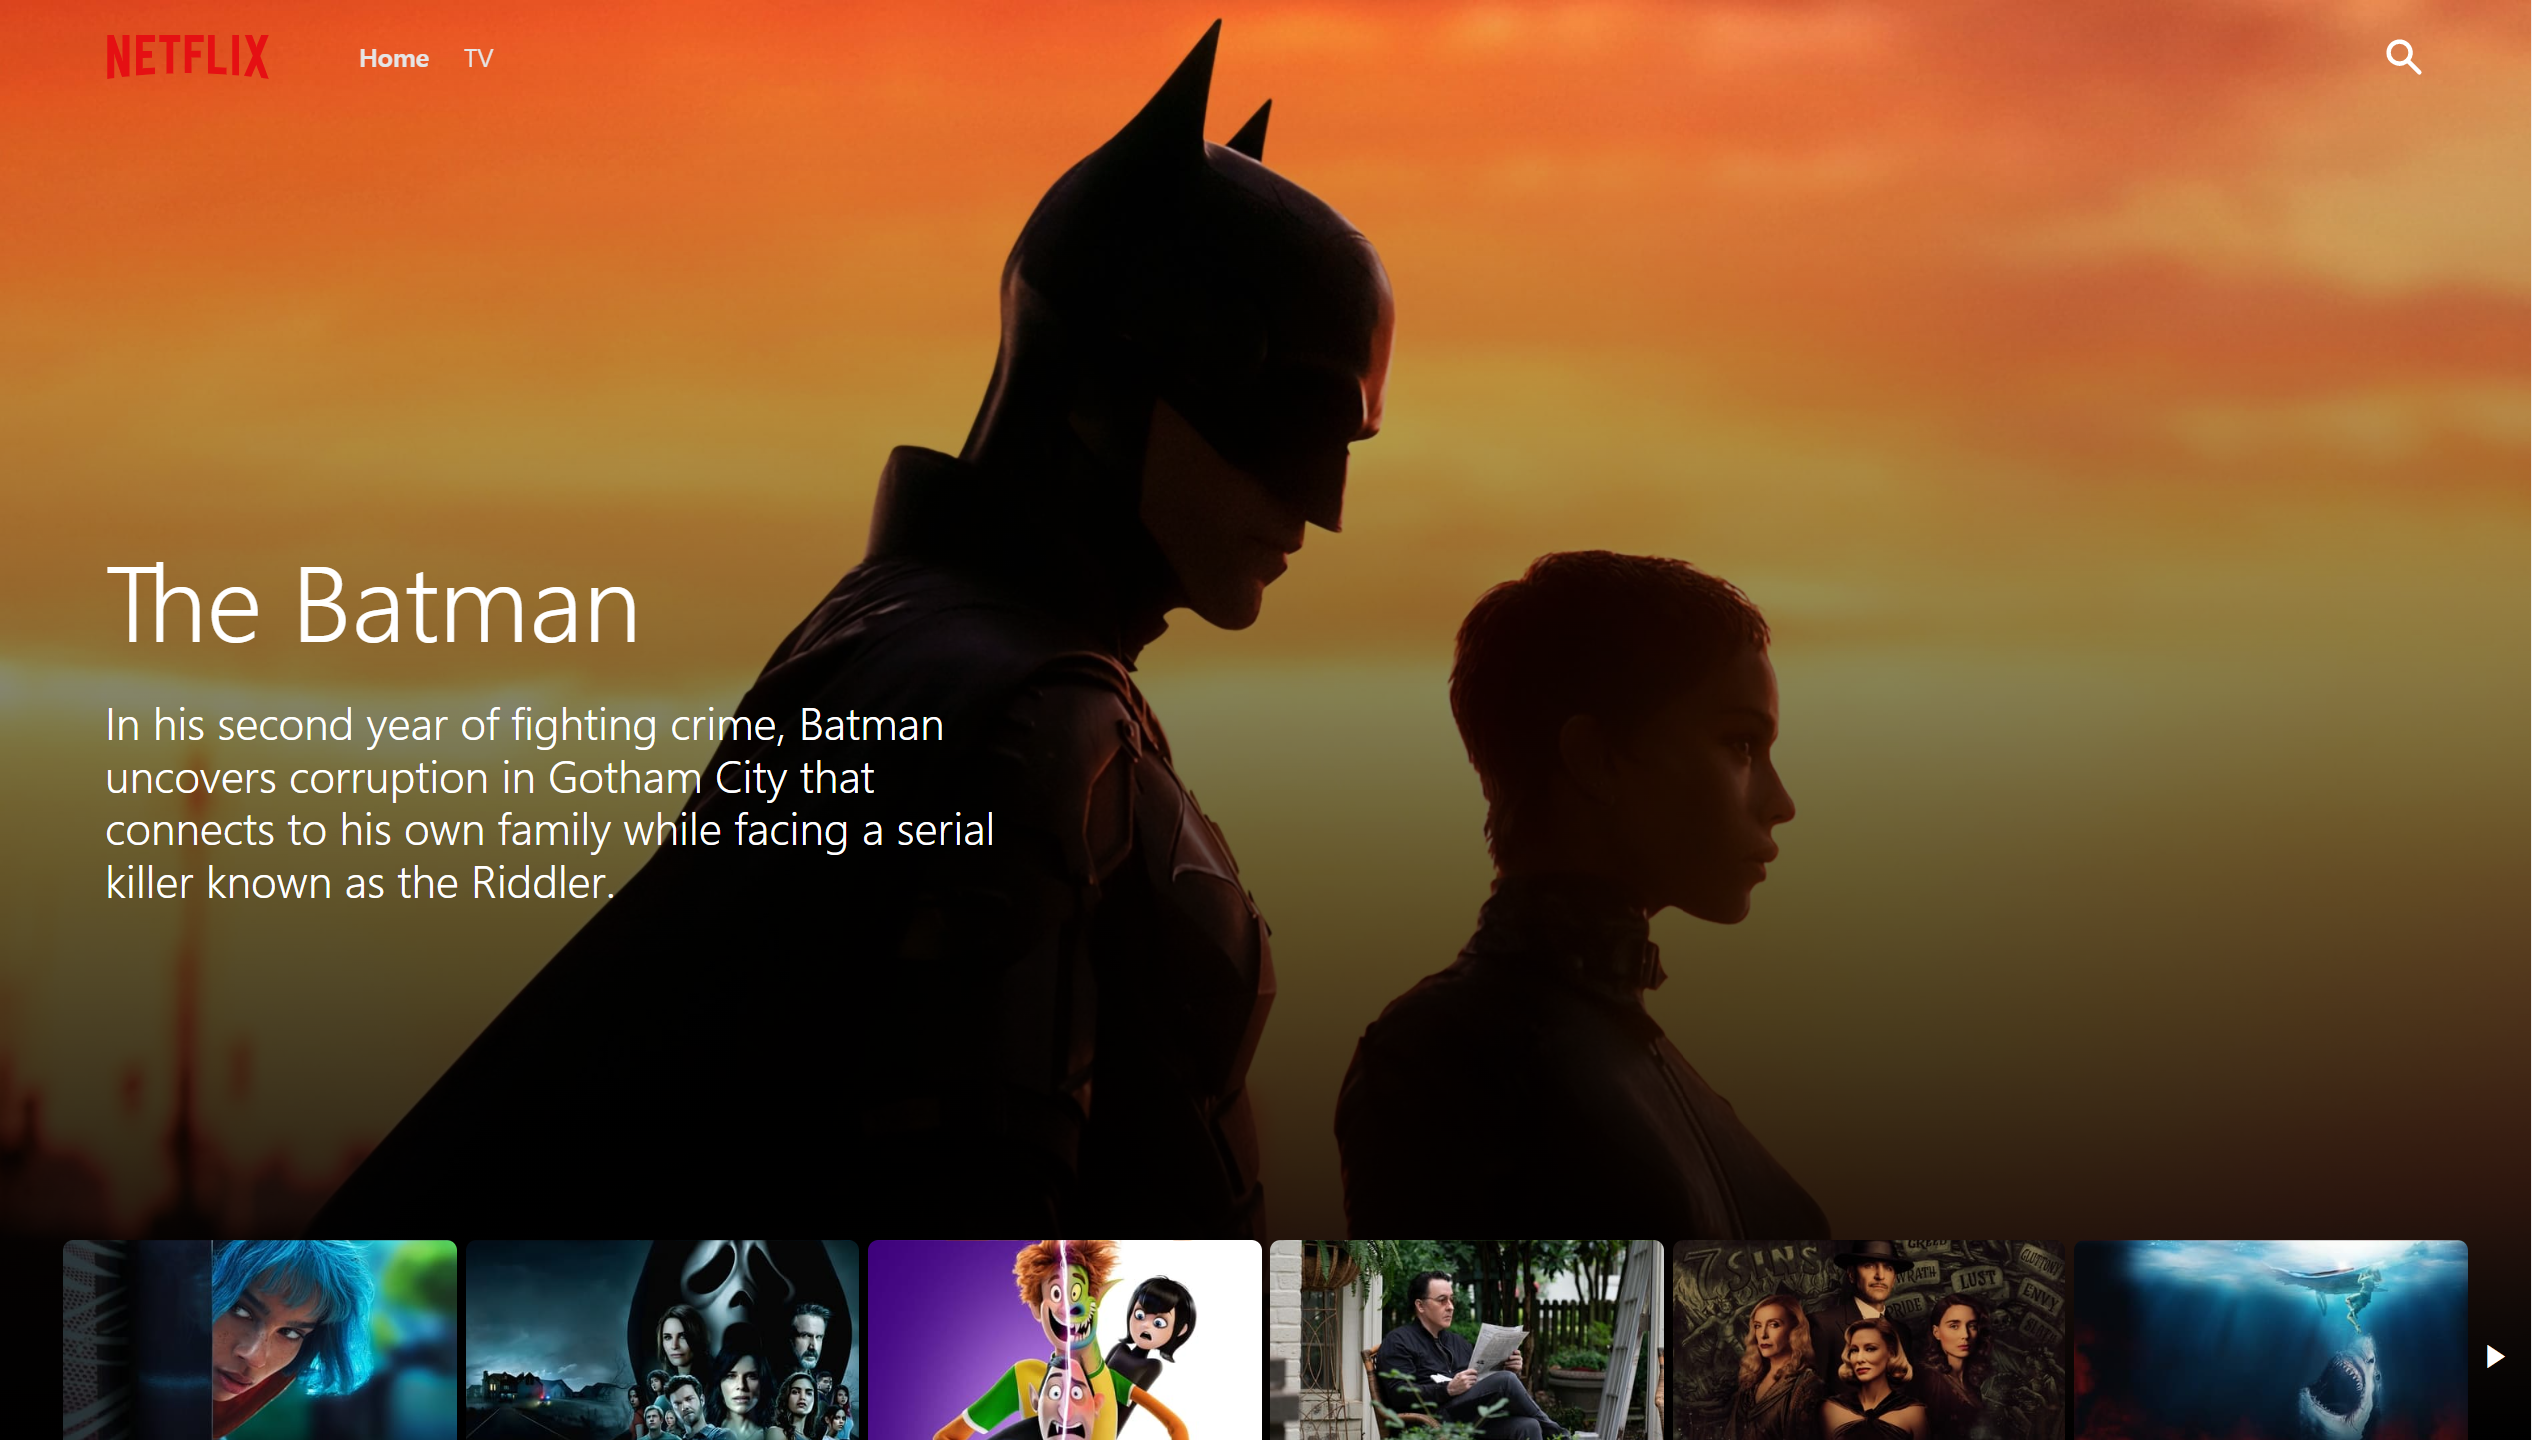 NETFLIX Home TV
The Batman
In his second year of fighting crime, Batman
uncovers corruption in Gotham City that
connects to his own family while facing a serial
killer known as the Riddler.
7 SINS
GREED
GLUTTONY
WRATH
LUST
PRIDE
ENVY